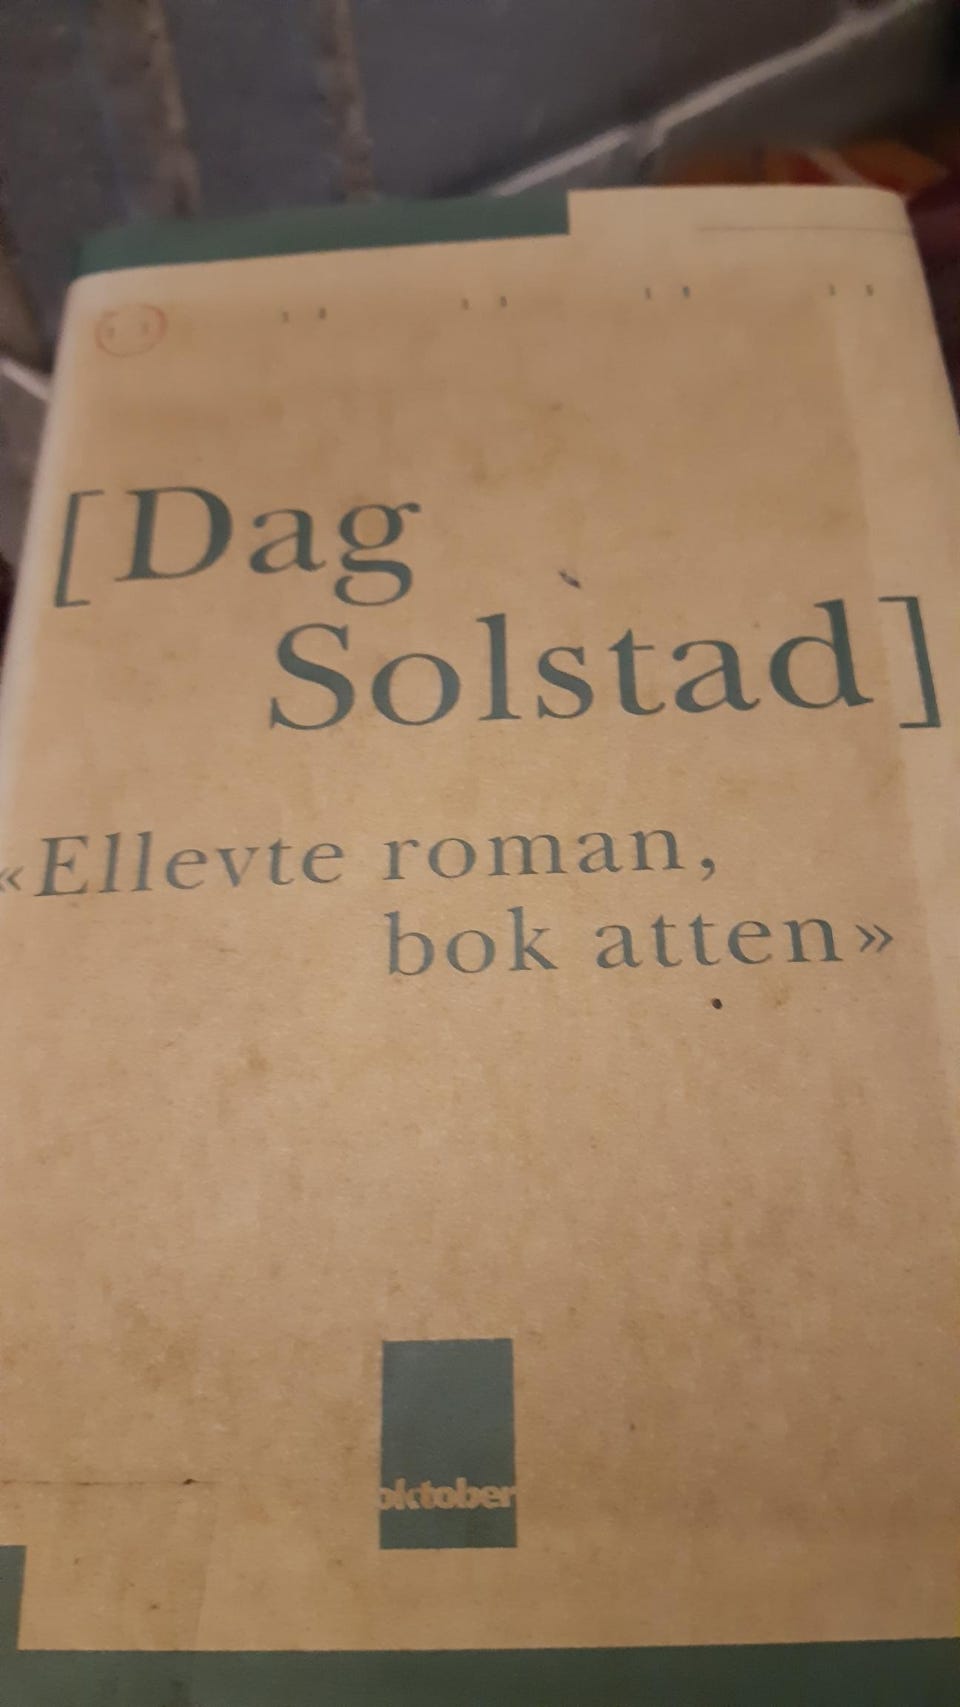 [Dag
Solstad]
«Ellevte roman,
bok atten»
oktober